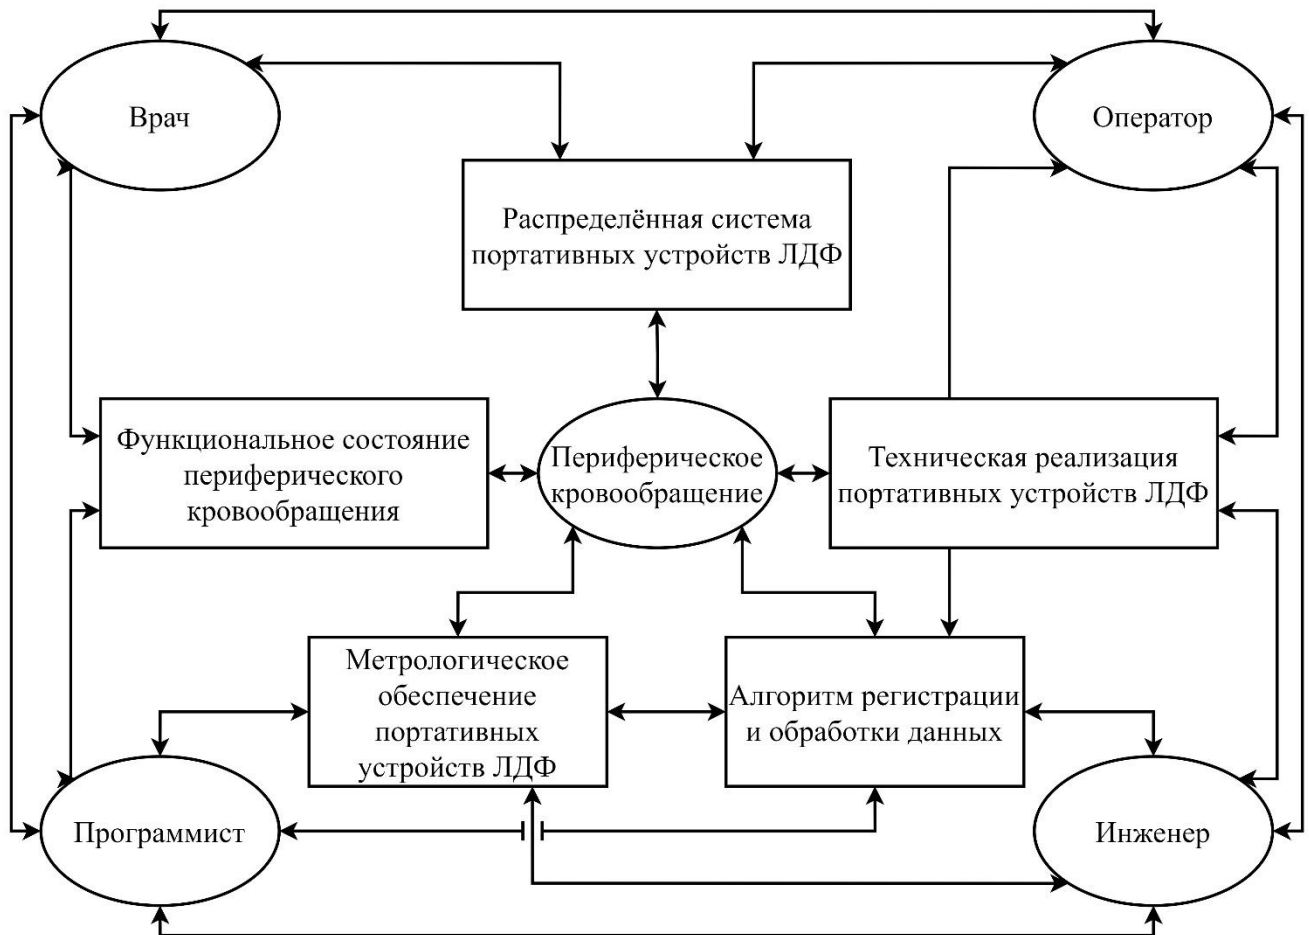 Врач
Оператор
Распределённая система
портативных устройств ЛДФ
Функциональное состояние
периферического
кровообращения
Периферическое
кровообращение
Техническая реализация
портативных устройств ЛДФ
Метрологическое
обеспечение
портативных
устройств ЛДФ
Алгоритм регистрации
и обработки данных
Программист
Инженер